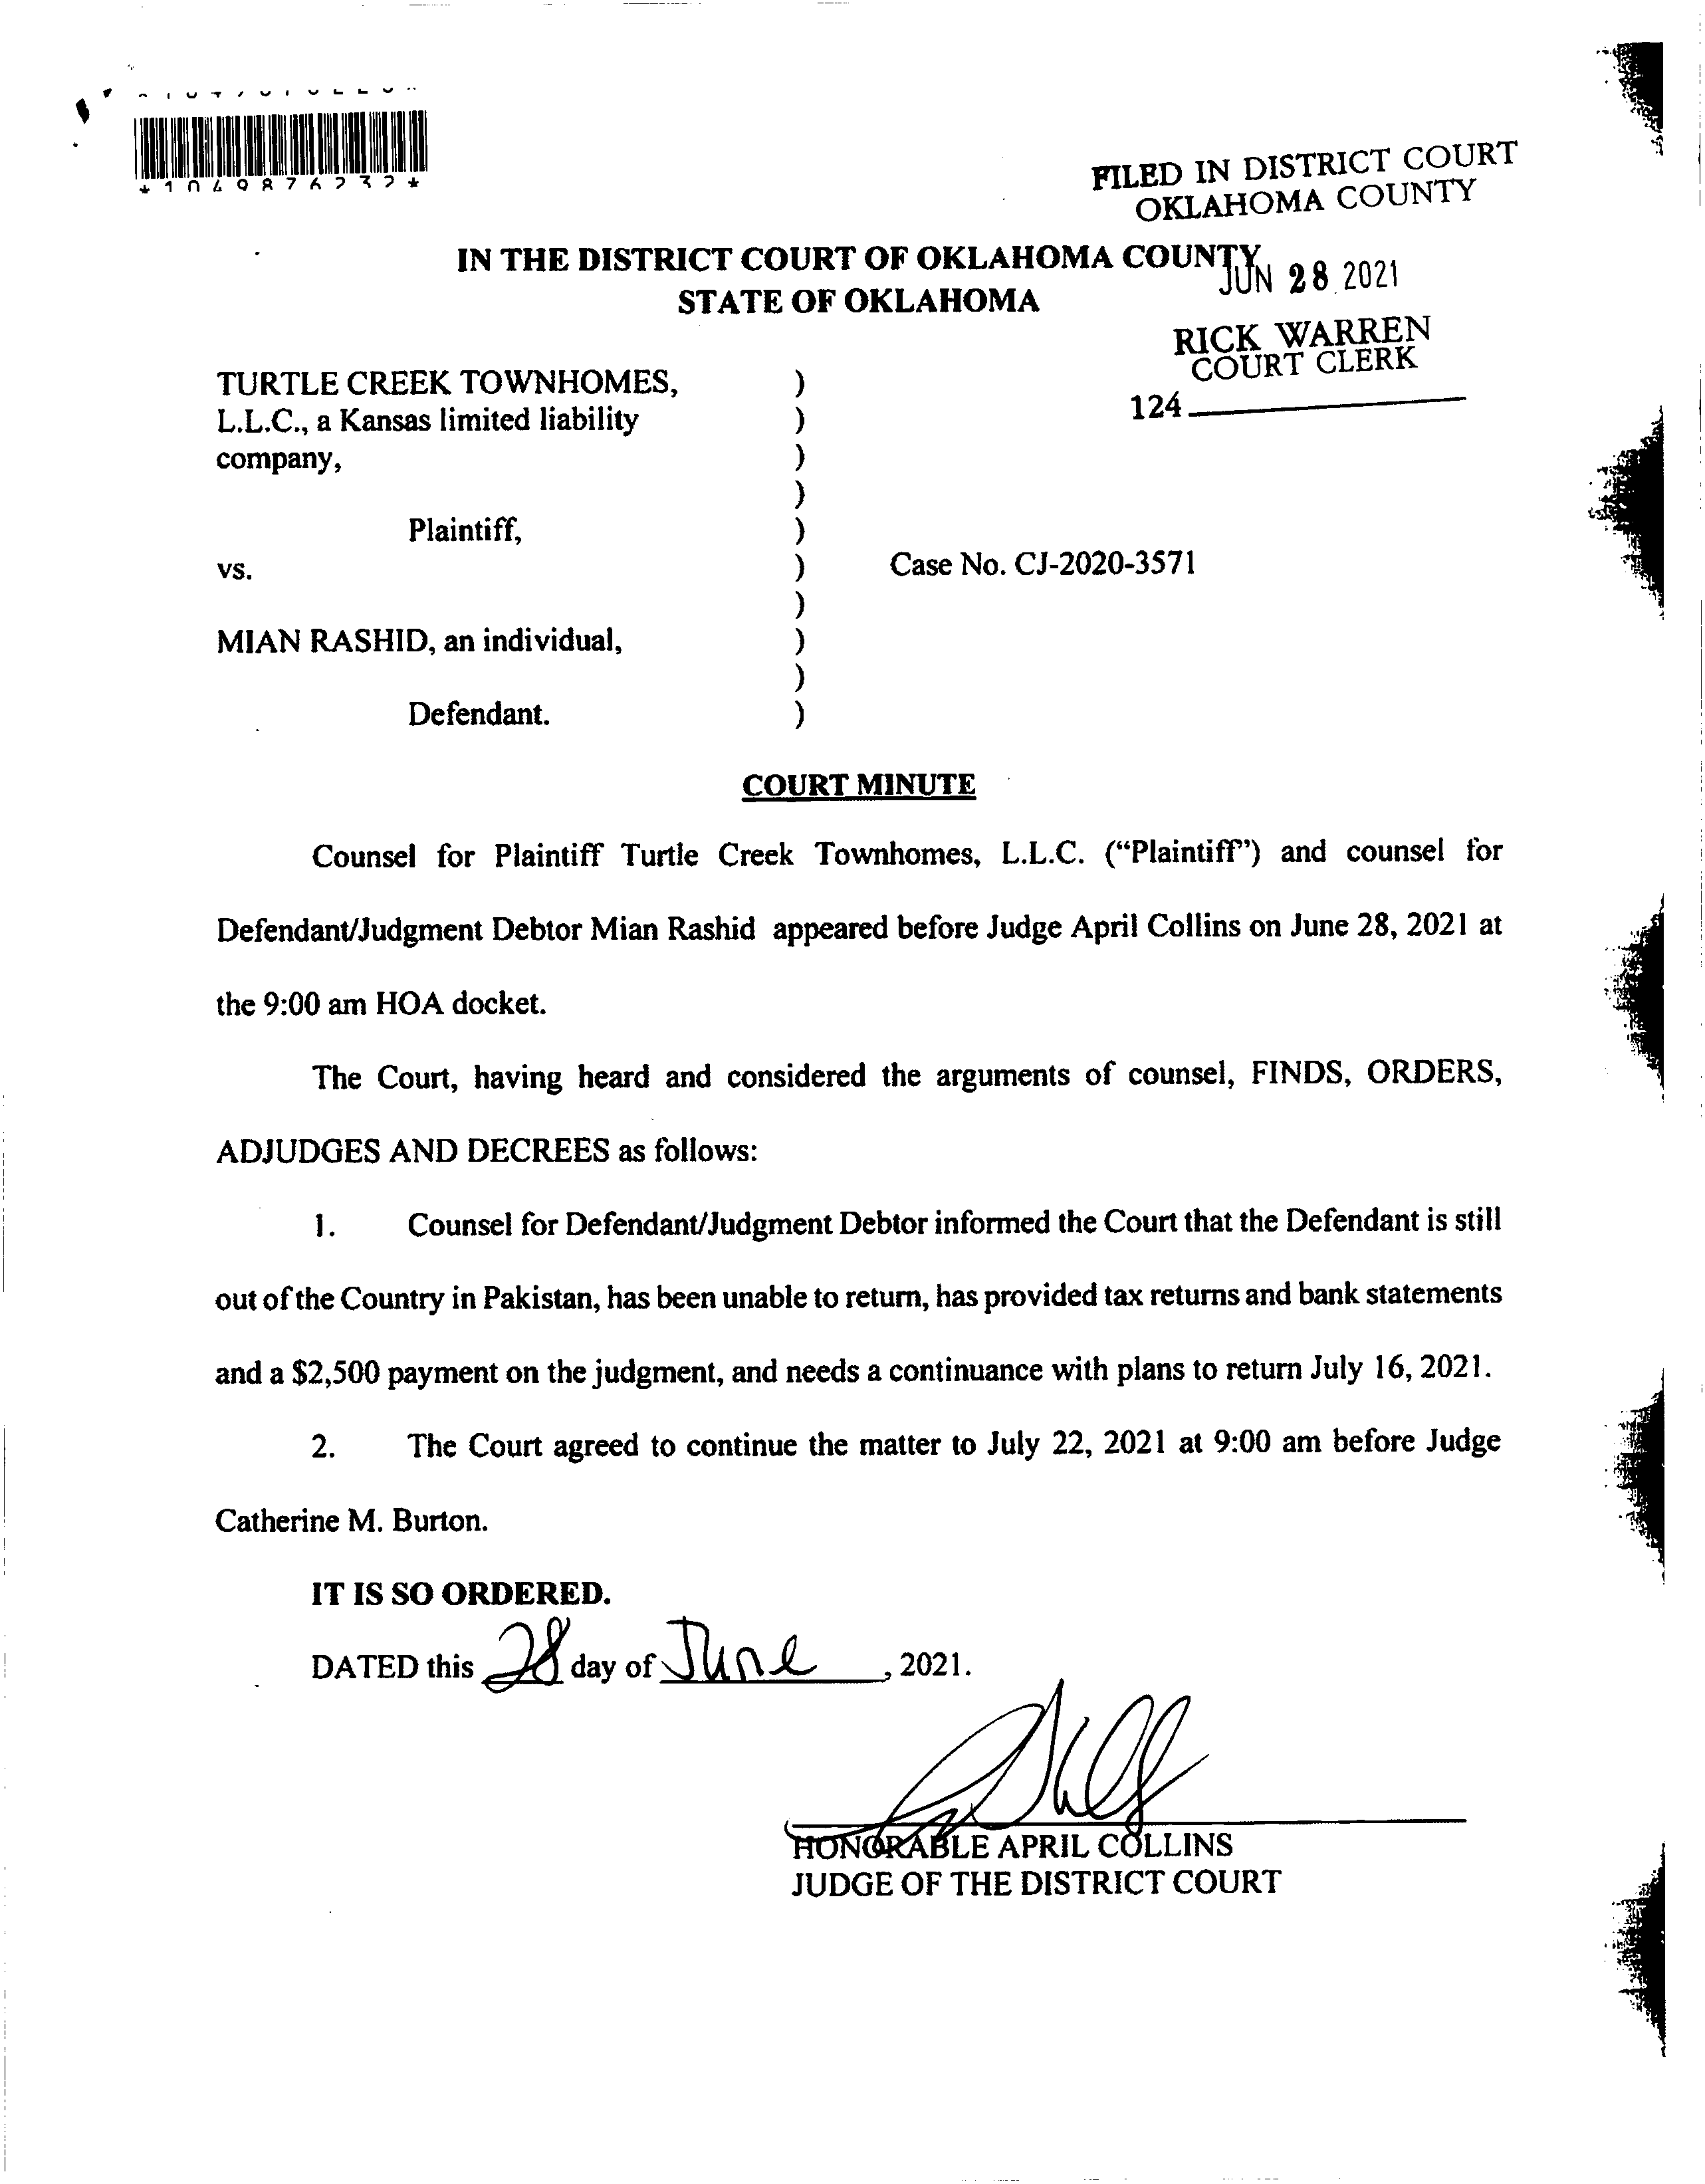 *1049876232*
FILED IN DISTRICT COURT
OKLAHOMA COUNTY
IN THE DISTRICT COURT OF OKLAHOMA COUNTY
JUN 28 2021
STATE OF OKLAHOMA
RICK WARREN
COURT CLERK
124
TURTLE CREEK TOWNHOMES, )
L.L.C., a Kansas limited liability )
company, )
)
Plaintiff, )
vs. ) Case No. CJ-2020-3571
)
MIAN RASHID, an individual, )
)
Defendant. )
COURT MINUTE
Counsel for Plaintiff Turtle Creek Townhomes, L.L.C. (“Plaintiff”) and counsel for
Defendant/Judgment Debtor Mian Rashid appeared before Judge April Collins on June 28, 2021 at
the 9:00 am HOA docket.
The Court, having heard and considered the arguments of counsel, FINDS, ORDERS,
ADJUDGES AND DECREES as follows:
1. Counsel for Defendant/Judgment Debtor informed the Court that the Defendant is still
out of the Country in Pakistan, has been unable to return, has provided tax returns and bank statements
and a $2,500 payment on the judgment, and needs a continuance with plans to return July 16, 2021.
2. The Court agreed to continue the matter to July 22, 2021 at 9:00 am before Judge
Catherine M. Burton.
IT IS SO ORDERED.
DATED this 28 day of June, 2021.
HONORABLE APRIL COLLINS
JUDGE OF THE DISTRICT COURT